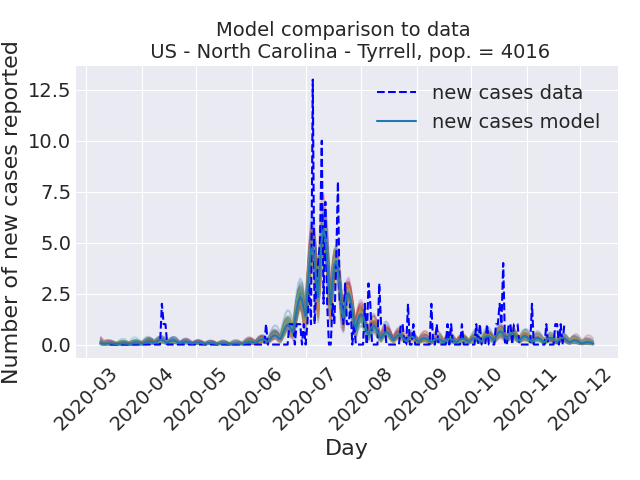 Model comparison to data
US - North Carolina - Tyrrell, pop. = 4016
Number of new cases reported
12.5
10.0
7.5
5.0
2.5
0.0
new cases data
new cases model
2020-03
2020-04
2020-05
2020-06
2020-07
2020-08
2020-09
2020-10
2020-11
2020-12
Day